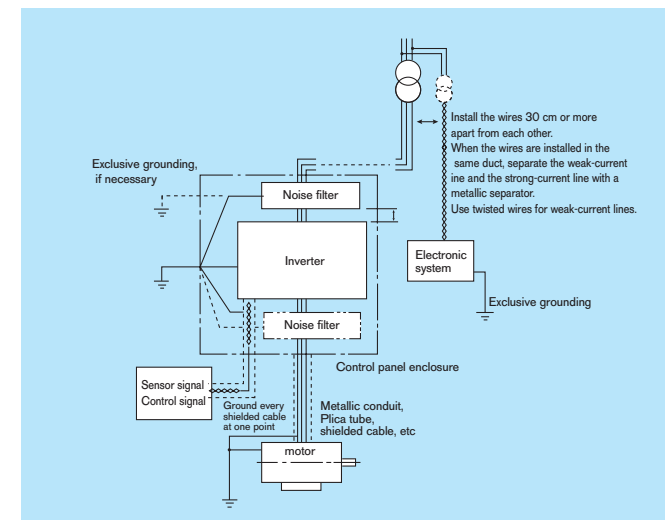 Install the wires 30 cm or more
apart from each other.
When the wires are installed in the
same duct, separate the weak-current
ine and the strong-current line with a
metallic separator.
Use twisted wires for weak-current lines.
Exclusive grounding,
if necessary
Noise filter
Inverter
Electronic
system
Exclusive grounding
Noise filter
Control panel enclosure
Sensor signal
Control signal
Ground every
shielded cable
at one point
Metallic conduit,
Plica tube,
shielded cable, etc
motor